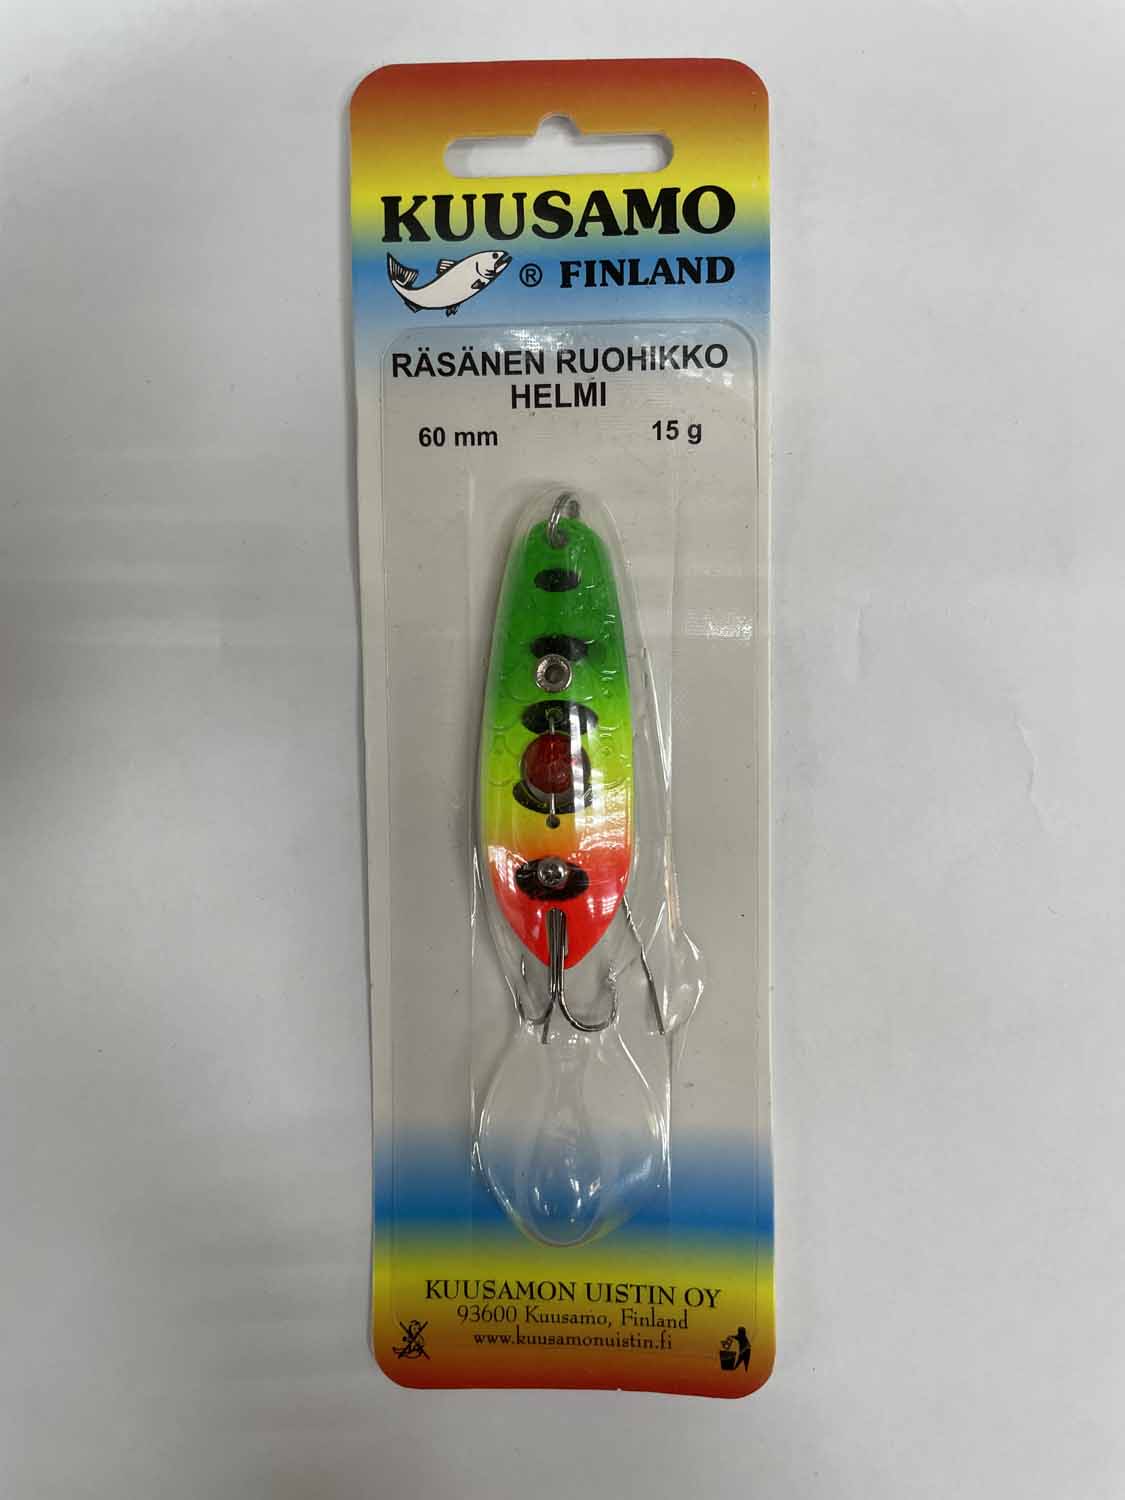 KUUSAMO
® FINLAND
RÄSÄNEN RUOHIKKO
HELMI
60 mm 15 g
KUUSAMON UISTIN OY
93600 Kuusamo, Finland
www.kuusamonuistin.fi